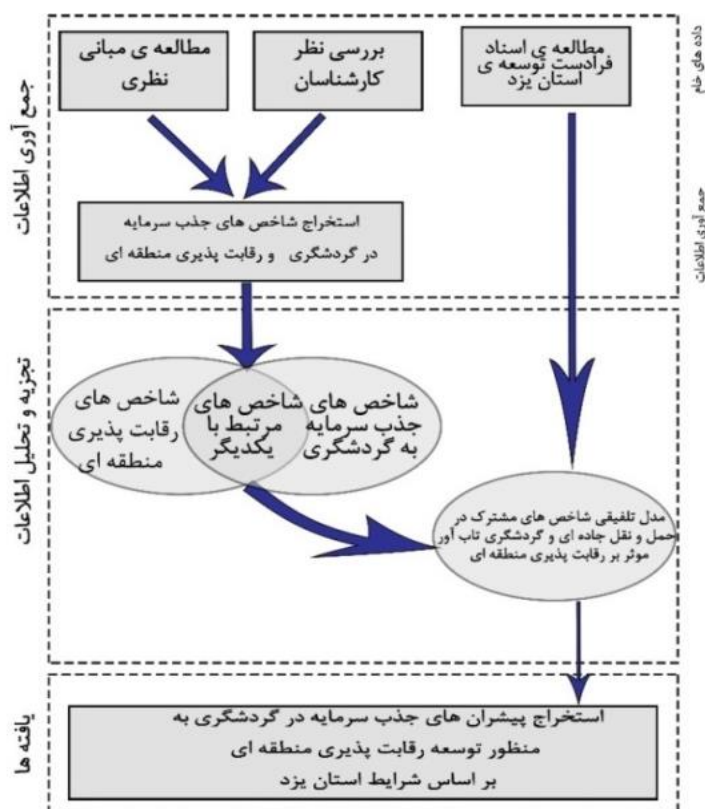 داده های خام
مطالعه ی اسناد
فرادست توسعه ی
استان یزد
بررسی نظر
کارشناسان
مطالعه ی مبانی
نظری
جمع آوری اطلاعات
جمع آوری اطلاعات
استخراج شاخص های جذب سرمایه
در گردشگری و رقابت پذیری منطقه ای
تجزیه و تحلیل اطلاعات
شاخص های
جذب سرمایه
به گردشگری
شاخص های
مرتبط با
یکدیگر
شاخص های
رقابت پذیری
منطقه ای
مدل تلفیقی شاخص های مشترک در
حمل و نقل جاده ای و گردشگری تاب آور
موثر بر رقابت پذیری منطقه ای
یافته ها
استخراج پیشران های جذب سرمایه در گردشگری به
منظور توسعه رقابت پذیری منطقه ای
بر اساس شرایط استان یزد